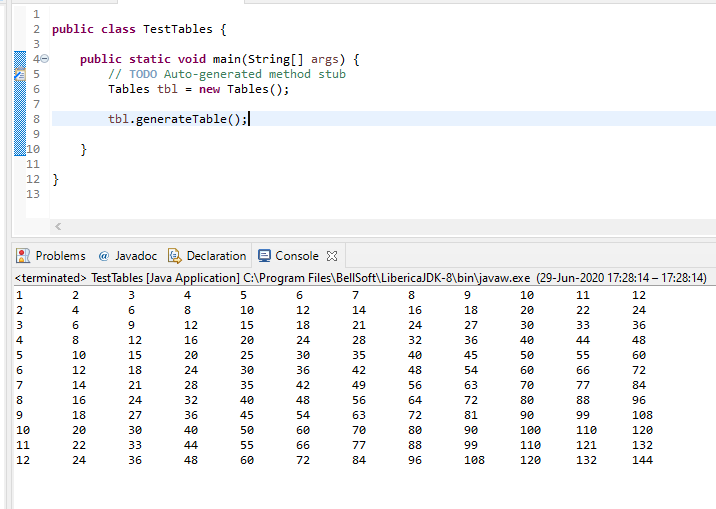 1
2 public class TestTables {
3
4 public static void main(String[] args) {
5 // TODO Auto-generated method stub
6 Tables tbl = new Tables();
7
8 tbl.generateTable();
9
10 }
11
12 }
13
Problems @ Javadoc Declaration Console
<terminated> TestTables [Java Application] C:\Program Files\BellSoft\LibericaJDK-8\bin\javaw.exe (29-Jun-2020 17:28:14 – 17:28:14)
1 2 3 4 5 6 7 8 9 10 11 12
2 4 6 8 10 12 14 16 18 20 22 24
3 6 9 12 15 18 21 24 27 30 33 36
4 8 12 16 20 24 28 32 36 40 44 48
5 10 15 20 25 30 35 40 45 50 55 60
6 12 18 24 30 36 42 48 54 60 66 72
7 14 21 28 35 42 49 56 63 70 77 84
8 16 24 32 40 48 56 64 72 80 88 96
9 18 27 36 45 54 63 72 81 90 99 108
10 20 30 40 50 60 70 80 90 100 110 120
11 22 33 44 55 66 77 88 99 110 121 132
12 24 36 48 60 72 84 96 108 120 132 144